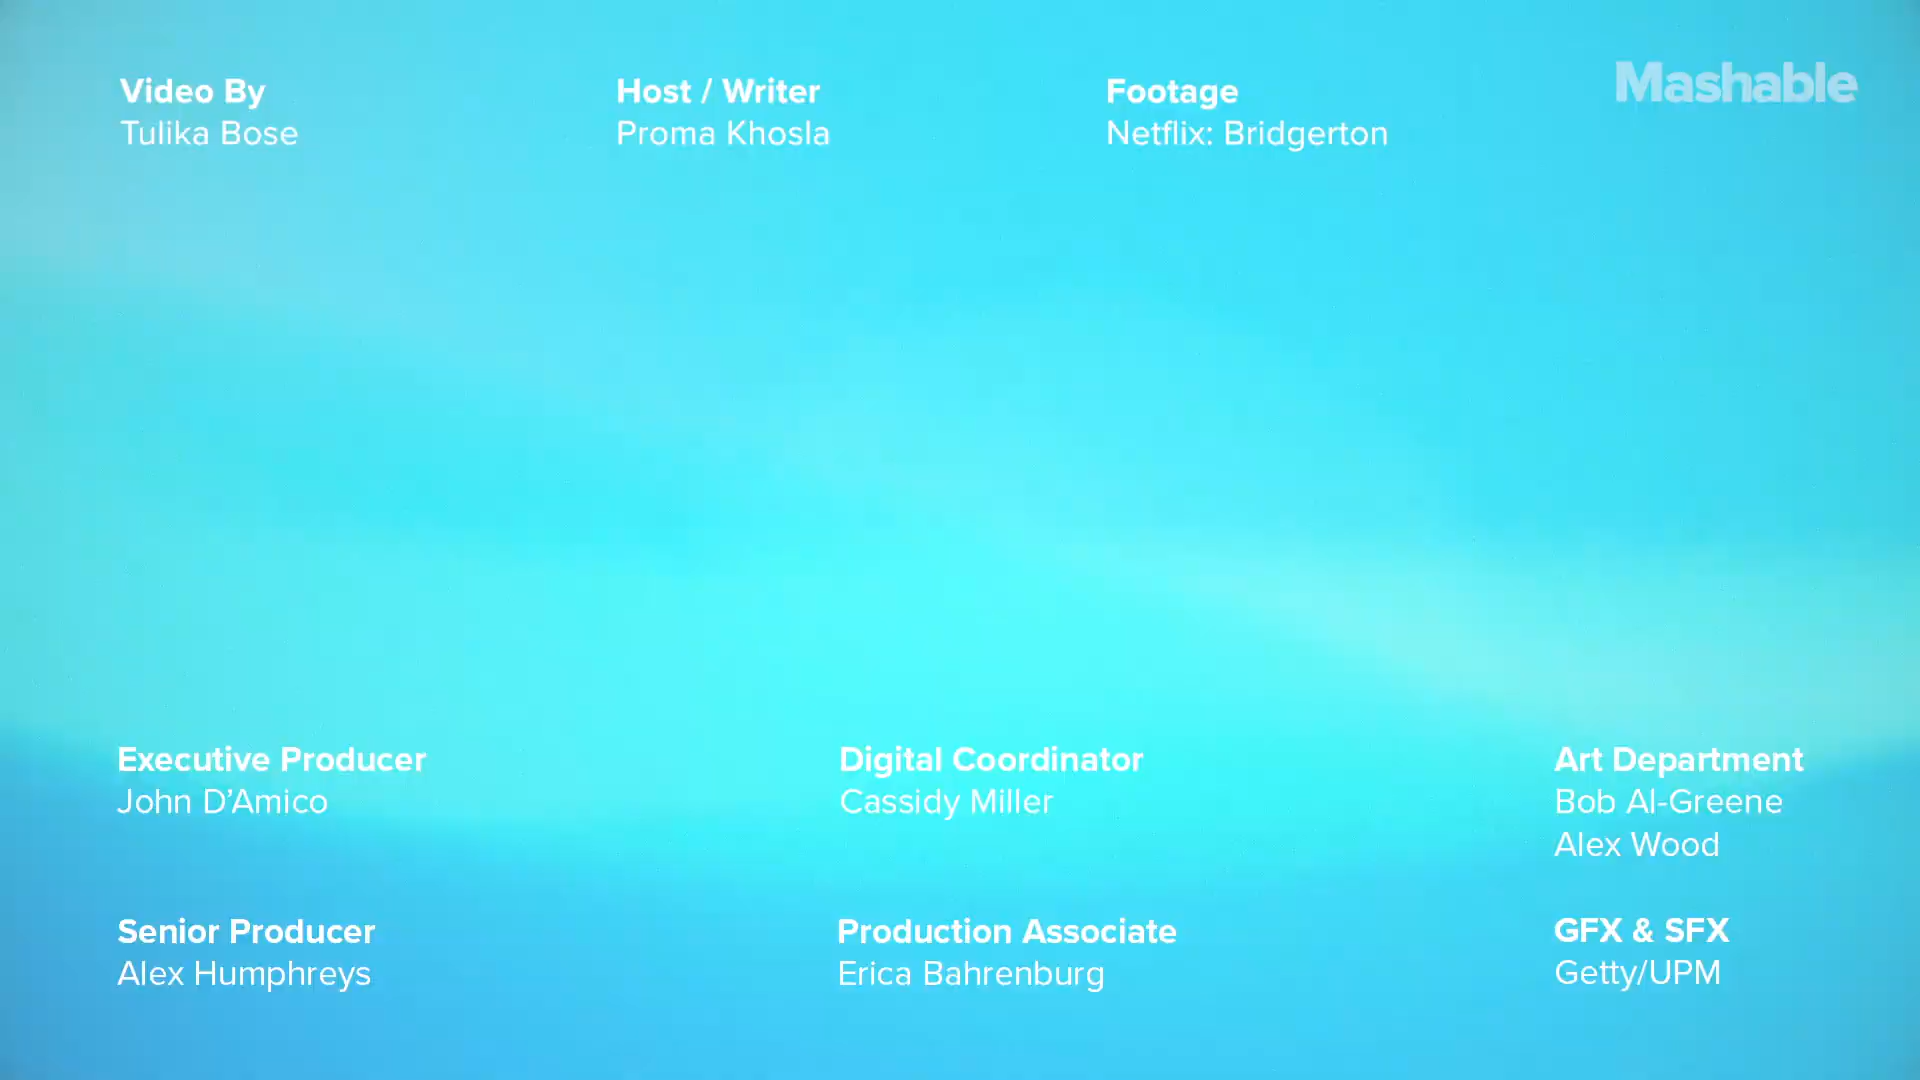 Video By
Tulika Bose
Host / Writer
Proma Khosla
Footage
Netflix: Bridgerton
Mashable
Executive Producer
John D’Amico
Digital Coordinator
Cassidy Miller
Art Department
Bob Al-Greene
Alex Wood
Senior Producer
Alex Humphreys
Production Associate
Erica Bahrenburg
GFX & SFX
Getty/UPM